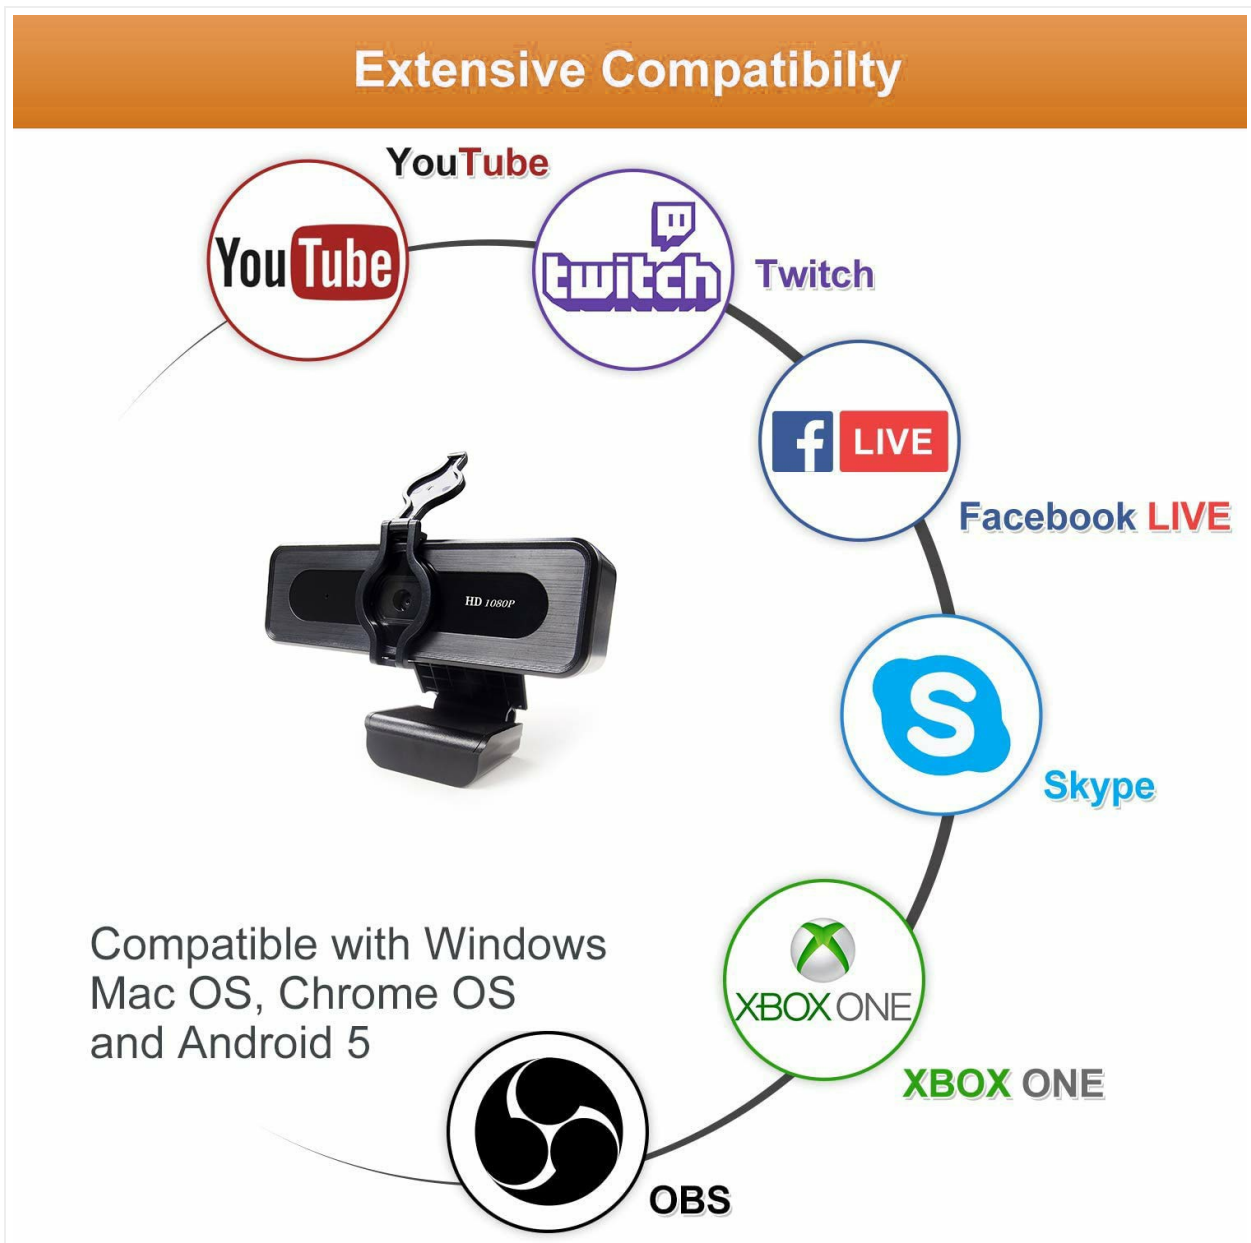 Extensive Compatibilty
YouTube
YouTube
twitch
Twitch
f LIVE
Facebook LIVE
HD 1080P
S
Skype
Compatible with Windows
Mac OS, Chrome OS
and Android 5
XBOX ONE
XBOX ONE
OBS